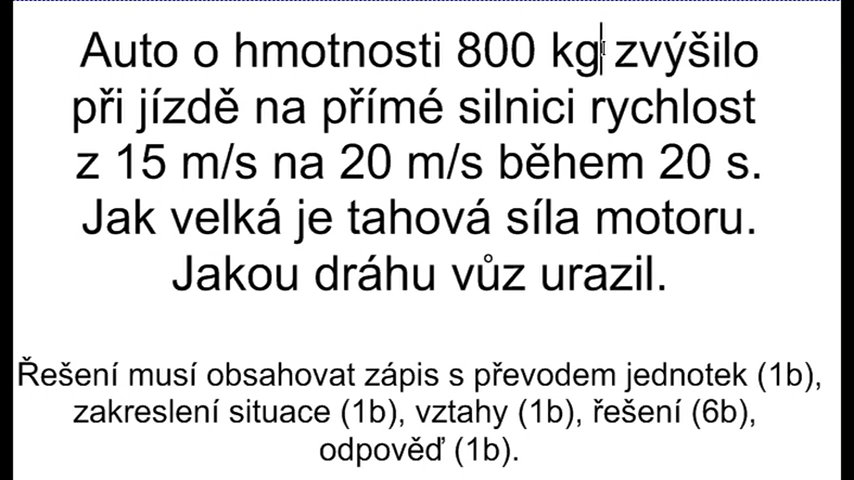 Auto o hmotnosti 800 kg zvýšilo
při jízdě na přímé silnici rychlost
z 15 m/s na 20 m/s během 20 s.
Jak velká je tahová síla motoru.
Jakou dráhu vůz urazil.
Řešení musí obsahovat zápis s převodem jednotek (1b),
zakreslení situace (1b), vztahy (1b), řešení (6b),
odpověď (1b).